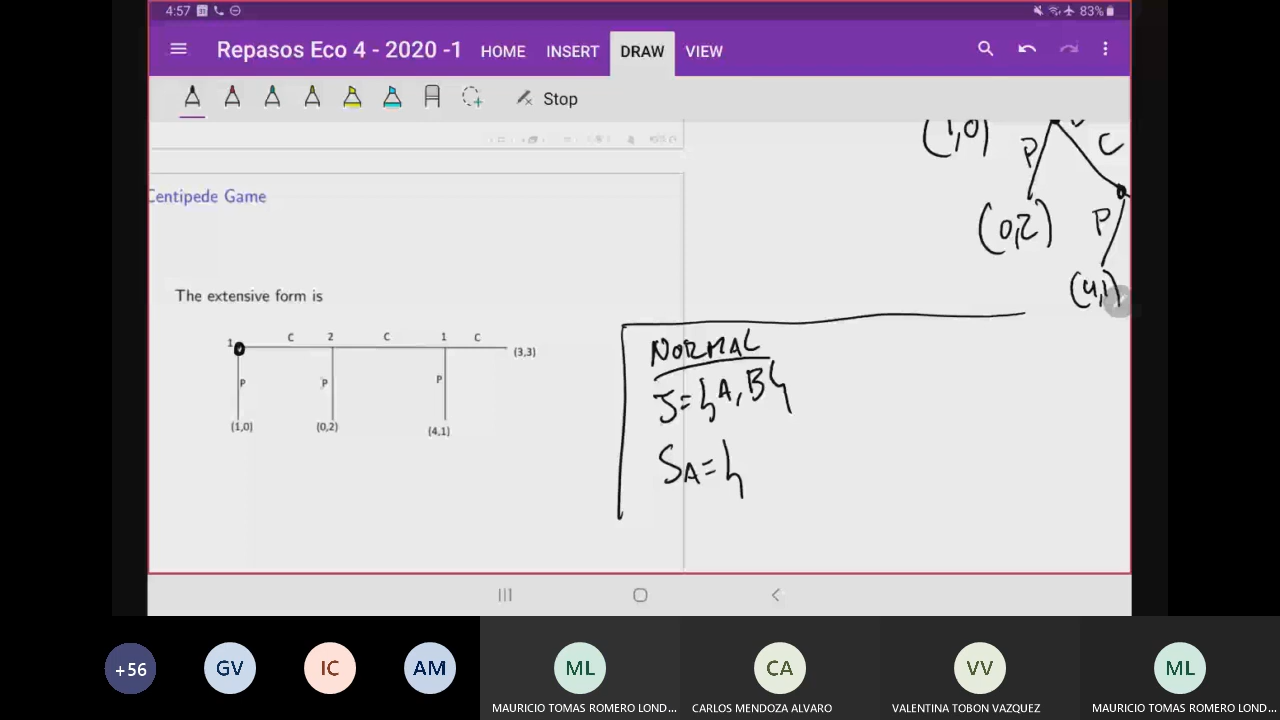 4:57
83%
Repasos Eco 4 - 2020 -1
HOME
INSERT
DRAW
VIEW
Stop
Centipede Game
The extensive form is
1
C
2
C
1
C
(3,3)
P
P
P
(1,0)
(0,2)
(4,1)
(1,0)
P
C
(0,2)
P
(4,1)
NORMAL
J={A, B}
SA={
+56
GV
IC
AM
ML
CA
VV
ML
MAURICIO TOMAS ROMERO LOND...
CARLOS MENDOZA ALVARO
VALENTINA TOBON VAZQUEZ
MAURICIO TOMAS ROMERO LOND...